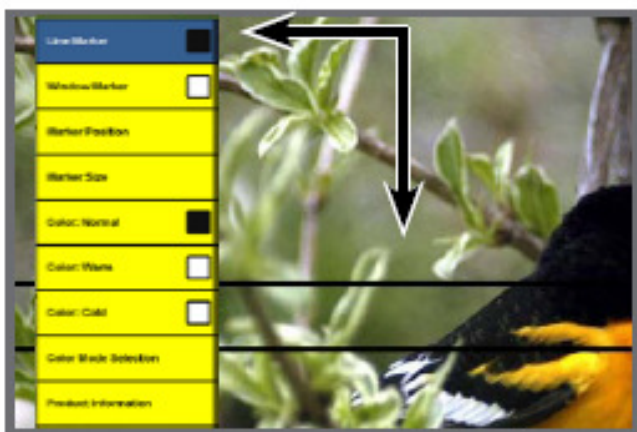 Line Marker
Window Marker
Marker Position
Marker Size
Color: Normal
Color: Warm
Color: Cold
Color Mode Selection
Product Information